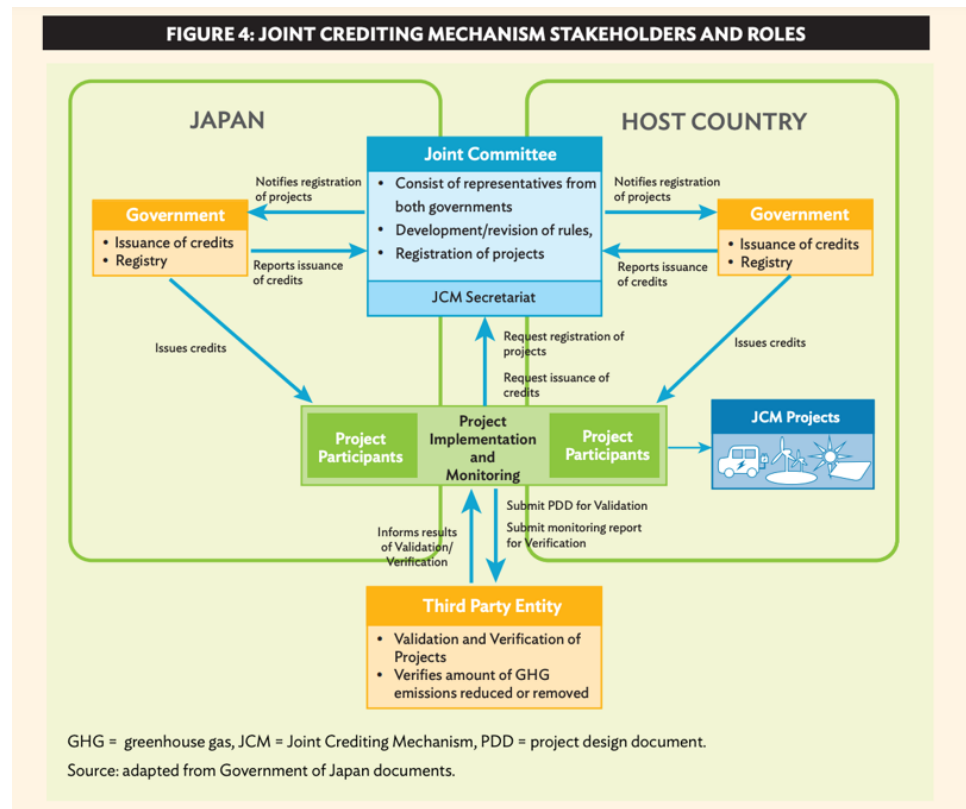 FIGURE 4: JOINT CREDITING MECHANISM STAKEHOLDERS AND ROLES
JAPAN
HOST COUNTRY
Joint Committee
• Consist of representatives from
both governments
• Development/revision of rules,
• Registration of projects
JCM Secretariat
Notifies registration
of projects
Notifies registration
of projects
Government
• Issuance of credits
• Registry
Government
• Issuance of credits
• Registry
Reports issuance
of credits
Reports issuance
of credits
Issues credits
Request registration of
projects
Request issuance of
credits
Issues credits
Project
Participants
Project
Implementation
and
Monitoring
Project
Participants
JCM Projects
Informs results
of Validation/
Verification
Submit PDD for Validation
Submit monitoring report
for Verification
Third Party Entity
• Validation and Verification of
Projects
• Verifies amount of GHG
emissions reduced or removed
GHG = greenhouse gas, JCM = Joint Crediting Mechanism, PDD = project design document.
Source: adapted from Government of Japan documents.